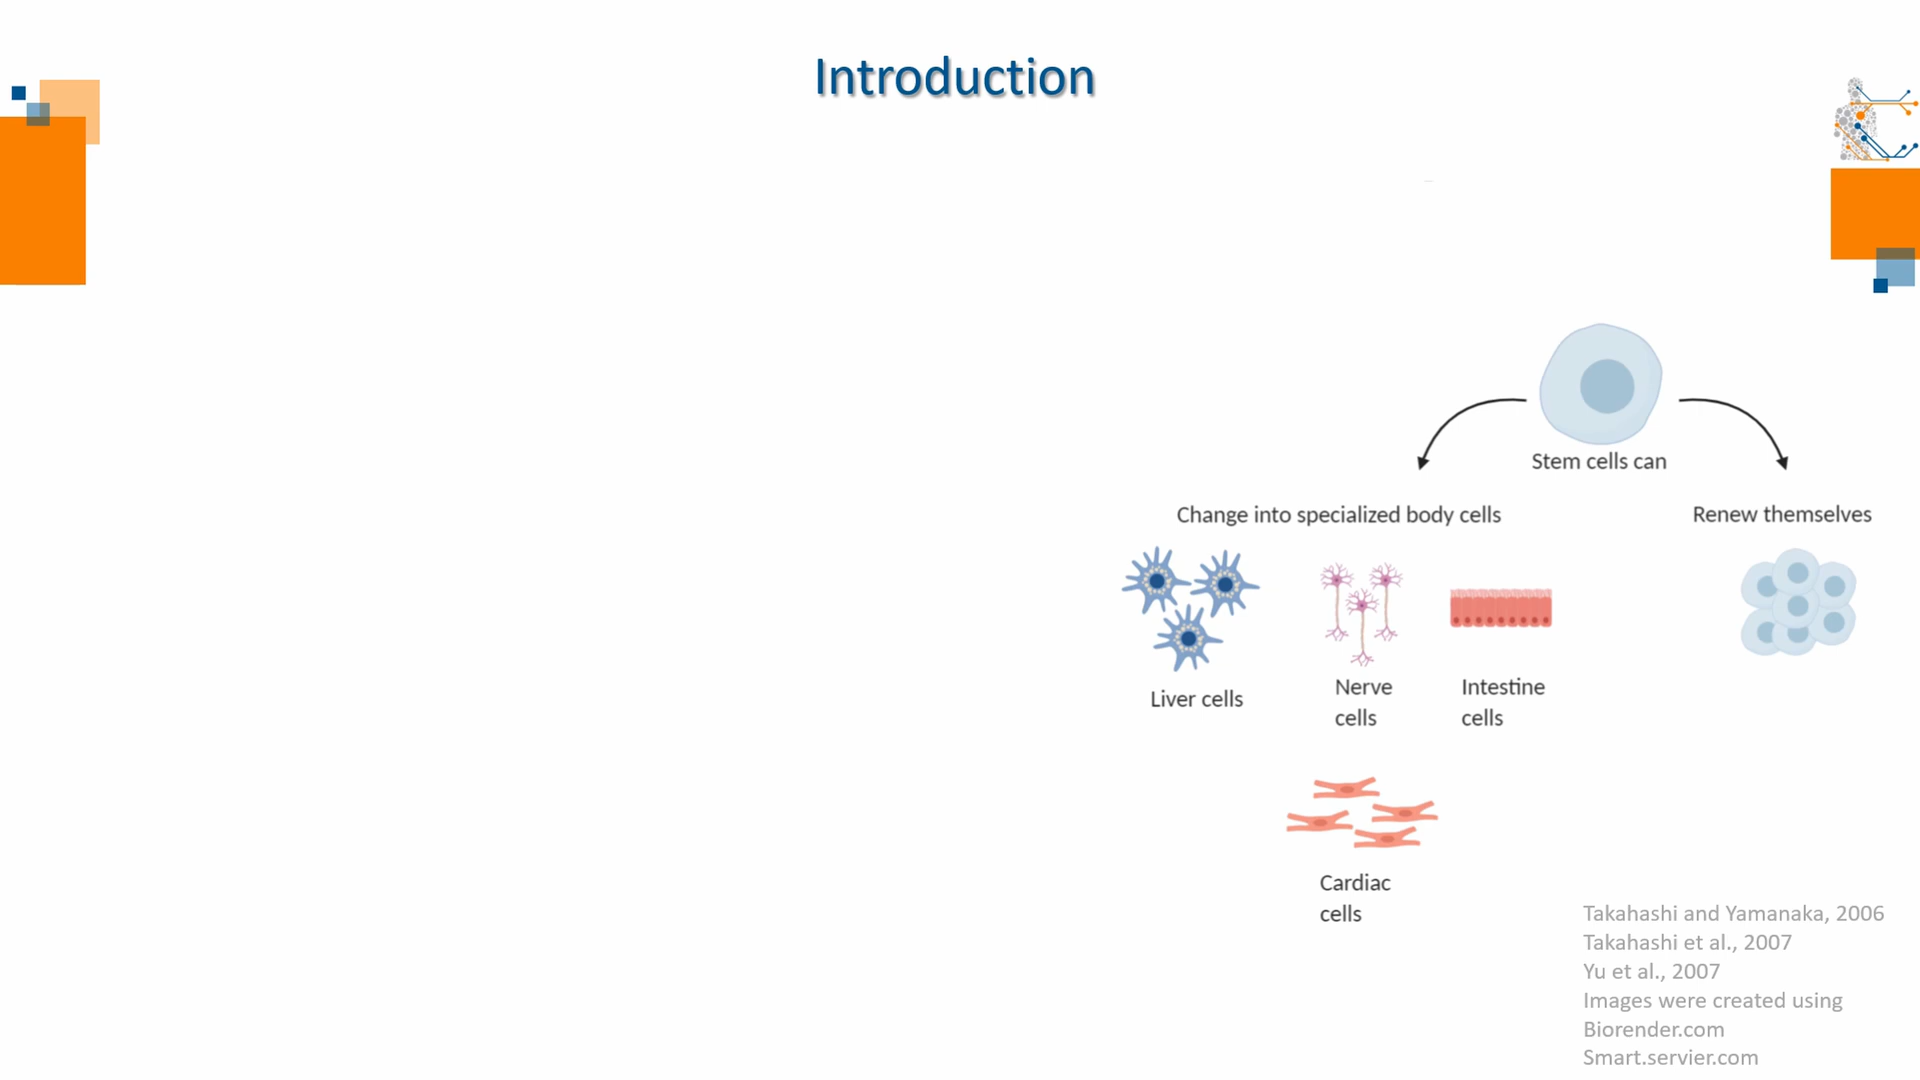 Introduction
Stem cells can
Change into specialized body cells
Renew themselves
Liver cells
Nerve
cells
Intestine
cells
Cardiac
cells
Takahashi and Yamanaka, 2006
Takahashi et al., 2007
Yu et al., 2007
Images were created using
Biorender.com
Smart.servier.com